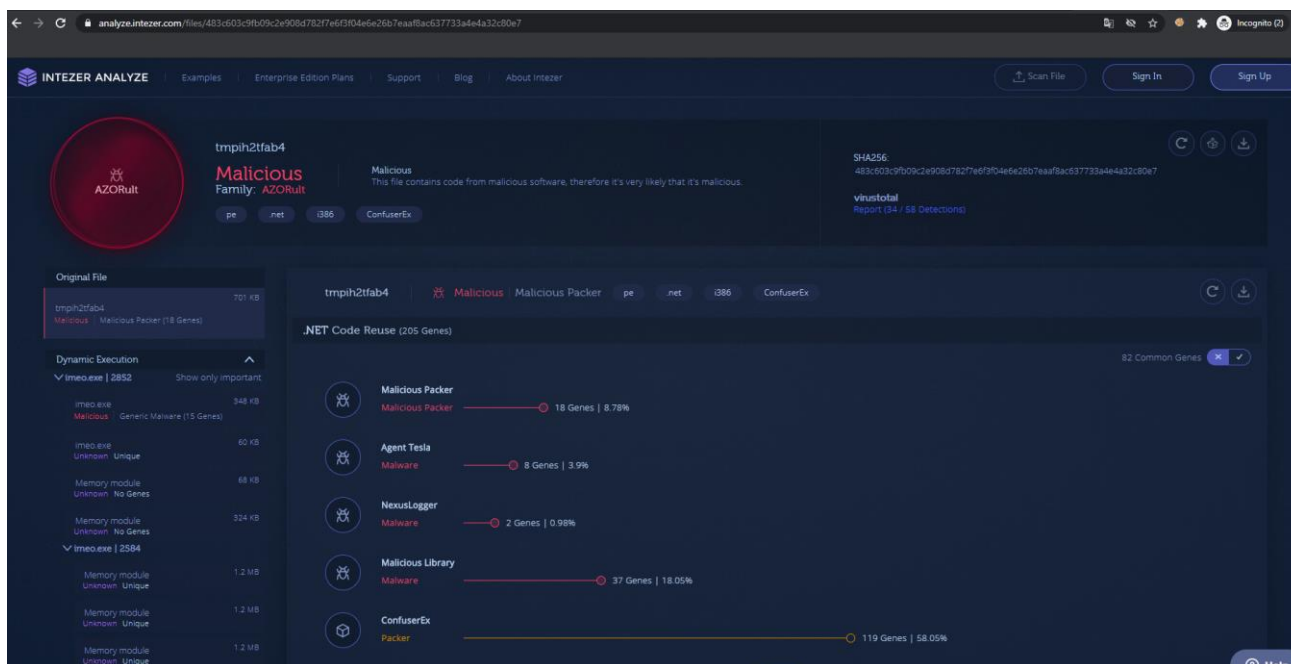 analyze.intezer.com/files/483c603c9fb09c2e908d782f7e6f3f04e6e26b7eaaf8ac637733a4e4a32c80e7
Incognito (2)
INTEZER ANALYZE Examples Enterprise Edition Plans Support Blog About Intezer Scan File Sign In Sign Up
AZORult
tmpih2tfab4
Malicious
Family: AZORult
pe .net i386 ConfuserEx
Malicious
This file contains code from malicious software, therefore it's very likely that it's malicious.
SHA256:
483c603c9fb09c2e908d782f7e6f3f04e6e26b7eaaf8ac637733a4e4a32c80e7
virustotal
Report (34 / 58 Detections)
Original File
tmpih2tfab4 701 KB
Malicious Malicious Packer (18 Genes)
Dynamic Execution
imeo.exe | 2852 Show only important
imeo.exe 348 KB
Malicious Generic Malware (15 Genes)
imeo.exe 60 KB
Unknown Unique
Memory module 68 KB
Unknown No Genes
Memory module 324 KB
Unknown No Genes
imeo.exe | 2584
Memory module 1.2 MB
Unknown Unique
Memory module 1.2 MB
Unknown Unique
Memory module 1.2 MB
Unknown Unique
tmpih2tfab4 Malicious Malicious Packer pe .net i386 ConfuserEx
.NET Code Reuse (205 Genes)
82 Common Genes
Malicious Packer
Malicious Packer 18 Genes | 8.78%
Agent Tesla
Malware 8 Genes | 3.9%
NexusLogger
Malware 2 Genes | 0.98%
Malicious Library
Malware 37 Genes | 18.05%
ConfuserEx
Packer 119 Genes | 58.05%